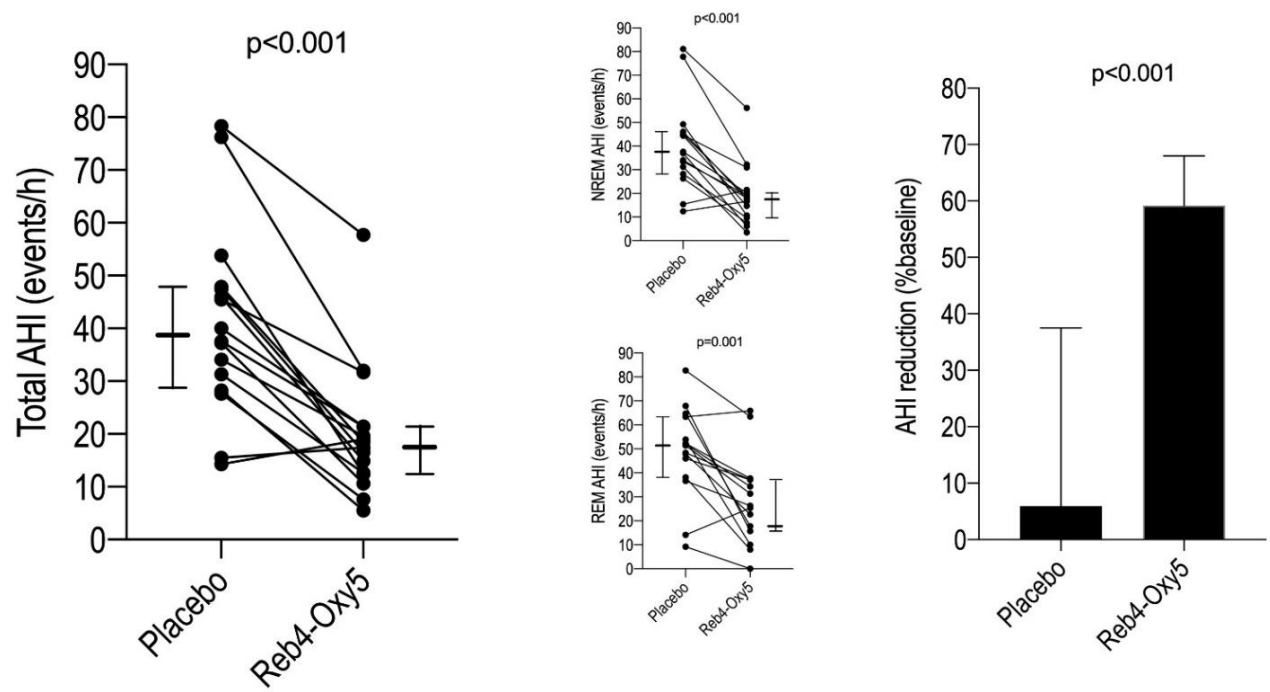 p<0.001
Total AHI (events/h)
90
80
70
60
50
40
30
20
10
0
Placebo
Reb4-Oxy5
p<0.001
NREM AHI (events/h)
90
80
70
60
50
40
30
20
10
0
Placebo
Reb4-Oxy5
p=0.001
REM AHI (events/h)
90
80
70
60
50
40
30
20
10
0
Placebo
Reb4-Oxy5
p<0.001
AHI reduction (%baseline)
80
70
60
50
40
30
20
10
0
Placebo
Reb4-Oxy5